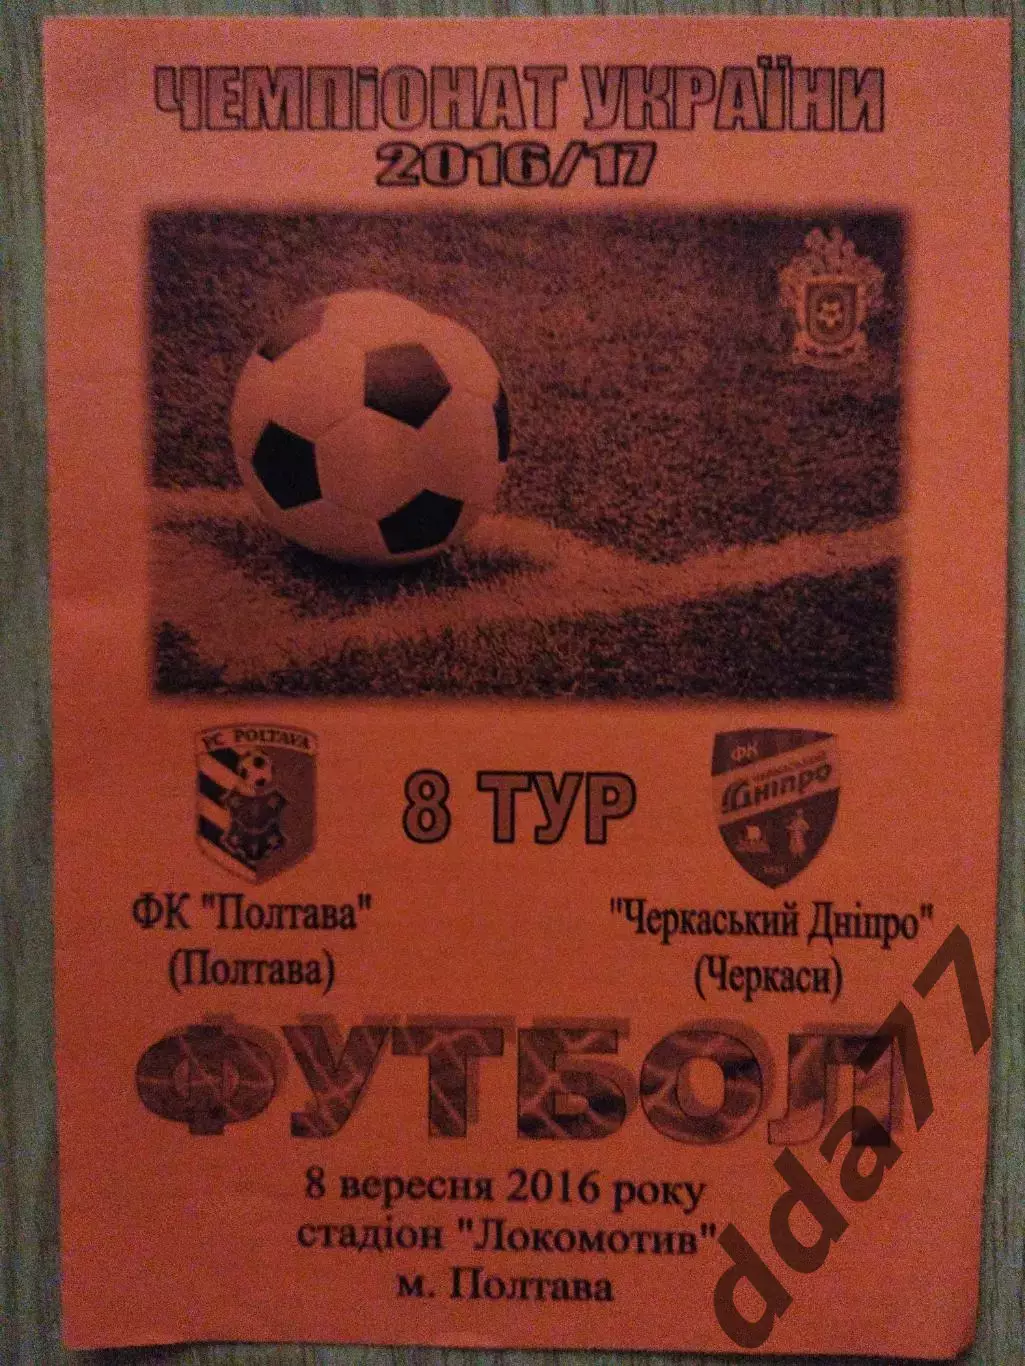 ЧЕМПіОНАТ УКРАЇНИ
2016/17
FC POLTAVA
ФК
ЧЕРКАСЬКИЙ
Дніпро
8 ТУР
ФК "Полтава"
(Полтава)
"Черкаський Дніпро"
(Черкаси)
ФУТБОЛ
8 вересня 2016 року
стадіон "Локомотив"
м. Полтава
dda77